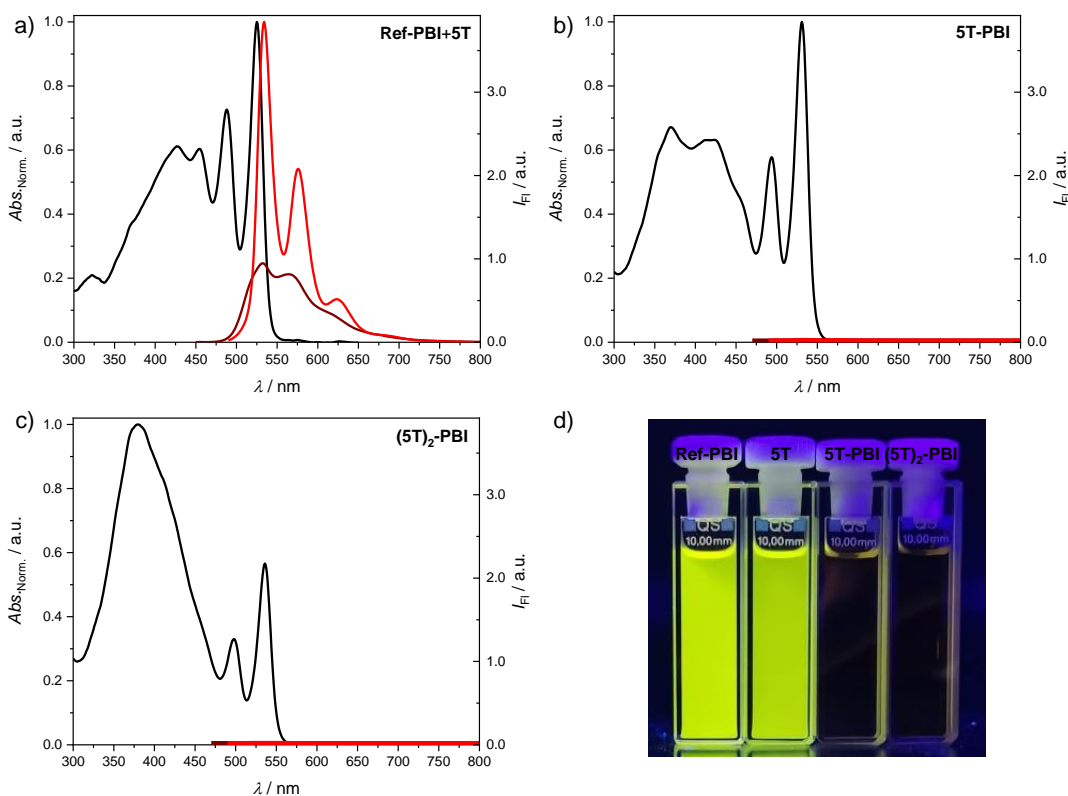 a)
Ref-PBI+5T
Abs.Norm. / a.u.
1.0
0.8
0.6
0.4
0.2
0.0
3.0
2.0
1.0
0.0
IFl / a.u.
300 350 400 450 500 550 600 650 700 750 800
λ / nm
b)
5T-PBI
Abs.Norm. / a.u.
1.0
0.8
0.6
0.4
0.2
0.0
3.0
2.0
1.0
0.0
IFl / a.u.
300 350 400 450 500 550 600 650 700 750 800
λ / nm
c)
(5T)₂-PBI
Abs.Norm. / a.u.
1.0
0.8
0.6
0.4
0.2
0.0
3.0
2.0
1.0
0.0
IFl / a.u.
300 350 400 450 500 550 600 650 700 750 800
λ / nm
d)
Ref-PBI 5T 5T-PBI (5T)₂-PBI
QS QS QS QS
10,00mm 10,00mm 10,00mm 10,00mm